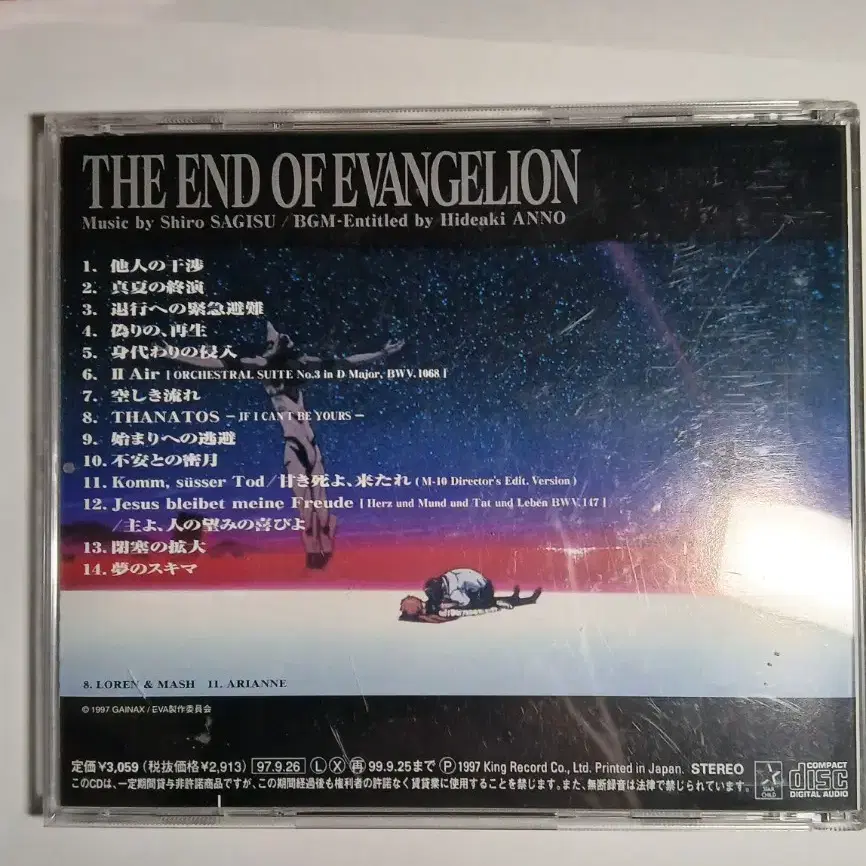 THE END OF EVANGELION
Music by Shiro SAGISU / BGM-Entitled by Hideaki ANNO
1. 他人の干渉
2. 真夏の終演
3. 退行への緊急避難
4. 偽りの、再生
5. 身代わりの侵入
6. II Air [ ORCHESTRAL SUITE No.3 in D Major, BWV.1068 ]
7. 空しき流れ
8. THANATOS – IF I CAN'T BE YOURS –
9. 始まりへの逃避
10. 不安との蜜月
11. Komm, süsser Tod / 甘き死よ、来たれ ( M-10 Director's Edit. Version )
12. Jesus bleibet meine Freude [ Herz und Mund und Tat und Leben BWV.147 ]
/ 主よ、人の望みの喜びよ
13. 閉塞の拡大
14. 夢のスキマ
8. LOREN & MASH 11. ARIANNE
© 1997 GAINAX / EVA製作委員会
定価¥3,059 (税抜価格¥2,913) 97.9.26 Ⓛ Ⓧ 再 99.9.25まで Ⓟ 1997 King Record Co., Ltd. Printed in Japan. STEREO
このCDは、一定期間貸与非許諾商品ですが、この期間経過後も権利者の許諾なく賃貸業に使用することを禁じます。また、無断録音は法律で禁じられています。
STAR CHILD
COMPACT disc DIGITAL AUDIO